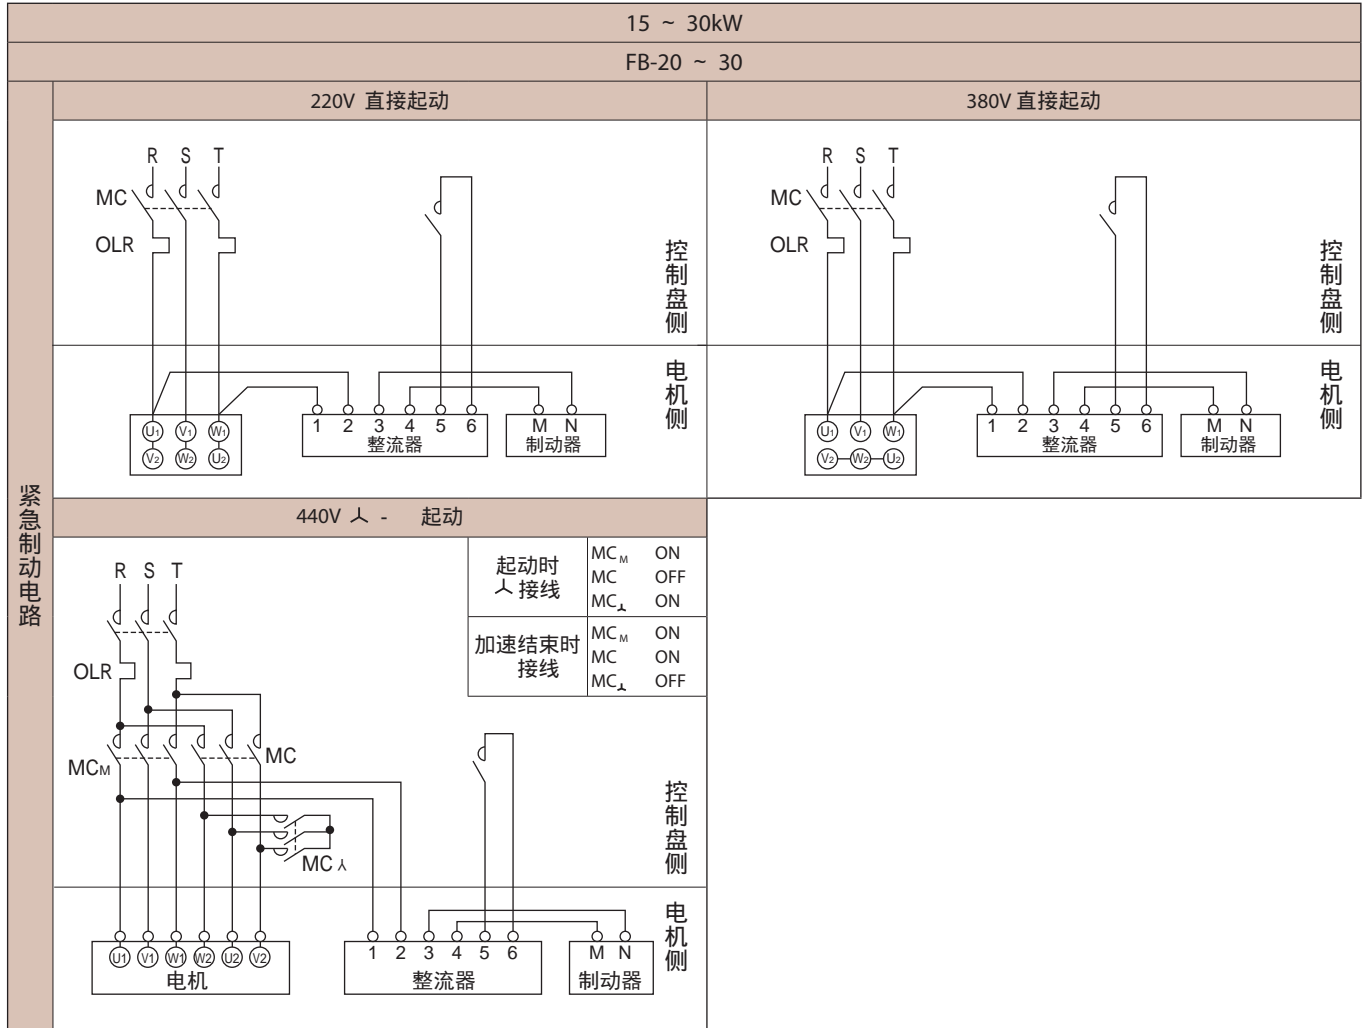 15 ~ 30kW
FB-20 ~ 30
紧急制动电路
220V 直接起动
R S T
MC
OLR
控制盘侧
电机侧
U1 V1 W1
V2 W2 U2
1 2 3 4 5 6
整流器
M N
制动器
380V 直接起动
R S T
MC
OLR
控制盘侧
电机侧
U1 V1 W1
V2 W2 U2
1 2 3 4 5 6
整流器
M N
制动器
440V 人 - 起动
起动时
人接线
MCM ON
MC OFF
MC人 ON
加速结束时
接线
MCM ON
MC ON
MC人 OFF
R S T
OLR
MCM
MC
MC人
控制盘侧
电机侧
U1 V1 W1 W2 U2 V2
电机
1 2 3 4 5 6
整流器
M N
制动器